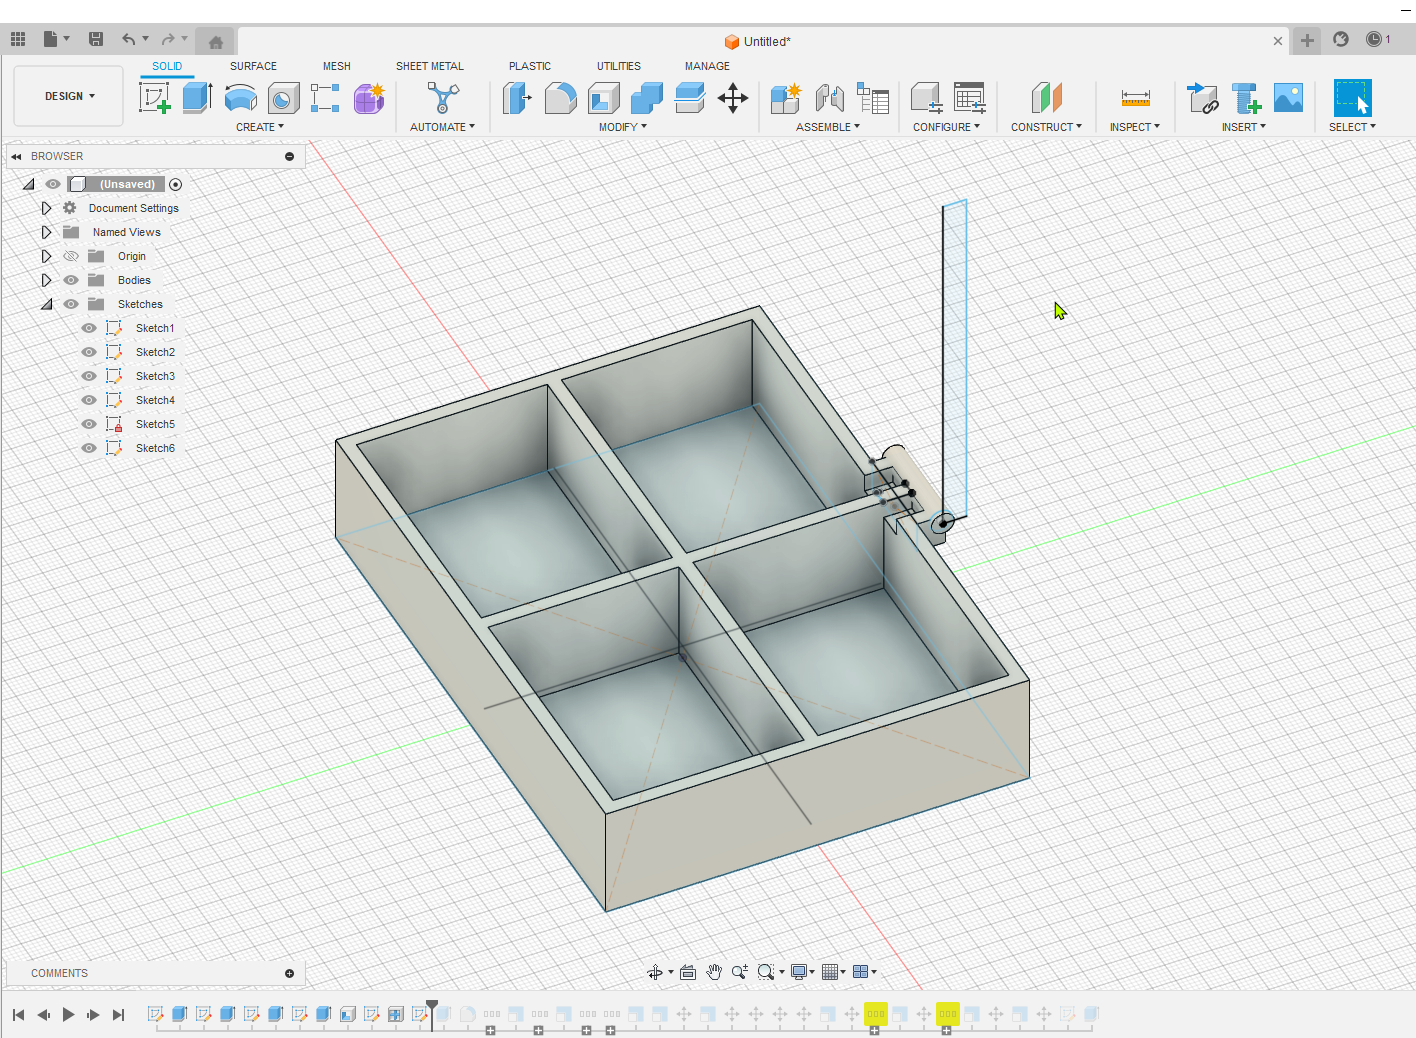 Untitled*
1
DESIGN
SOLID SURFACE MESH SHEET METAL PLASTIC UTILITIES MANAGE
CREATE AUTOMATE MODIFY ASSEMBLE CONFIGURE CONSTRUCT INSPECT INSERT SELECT
BROWSER
(Unsaved)
Document Settings
Named Views
Origin
Bodies
Sketches
Sketch1
Sketch2
Sketch3
Sketch4
Sketch5
Sketch6
COMMENTS